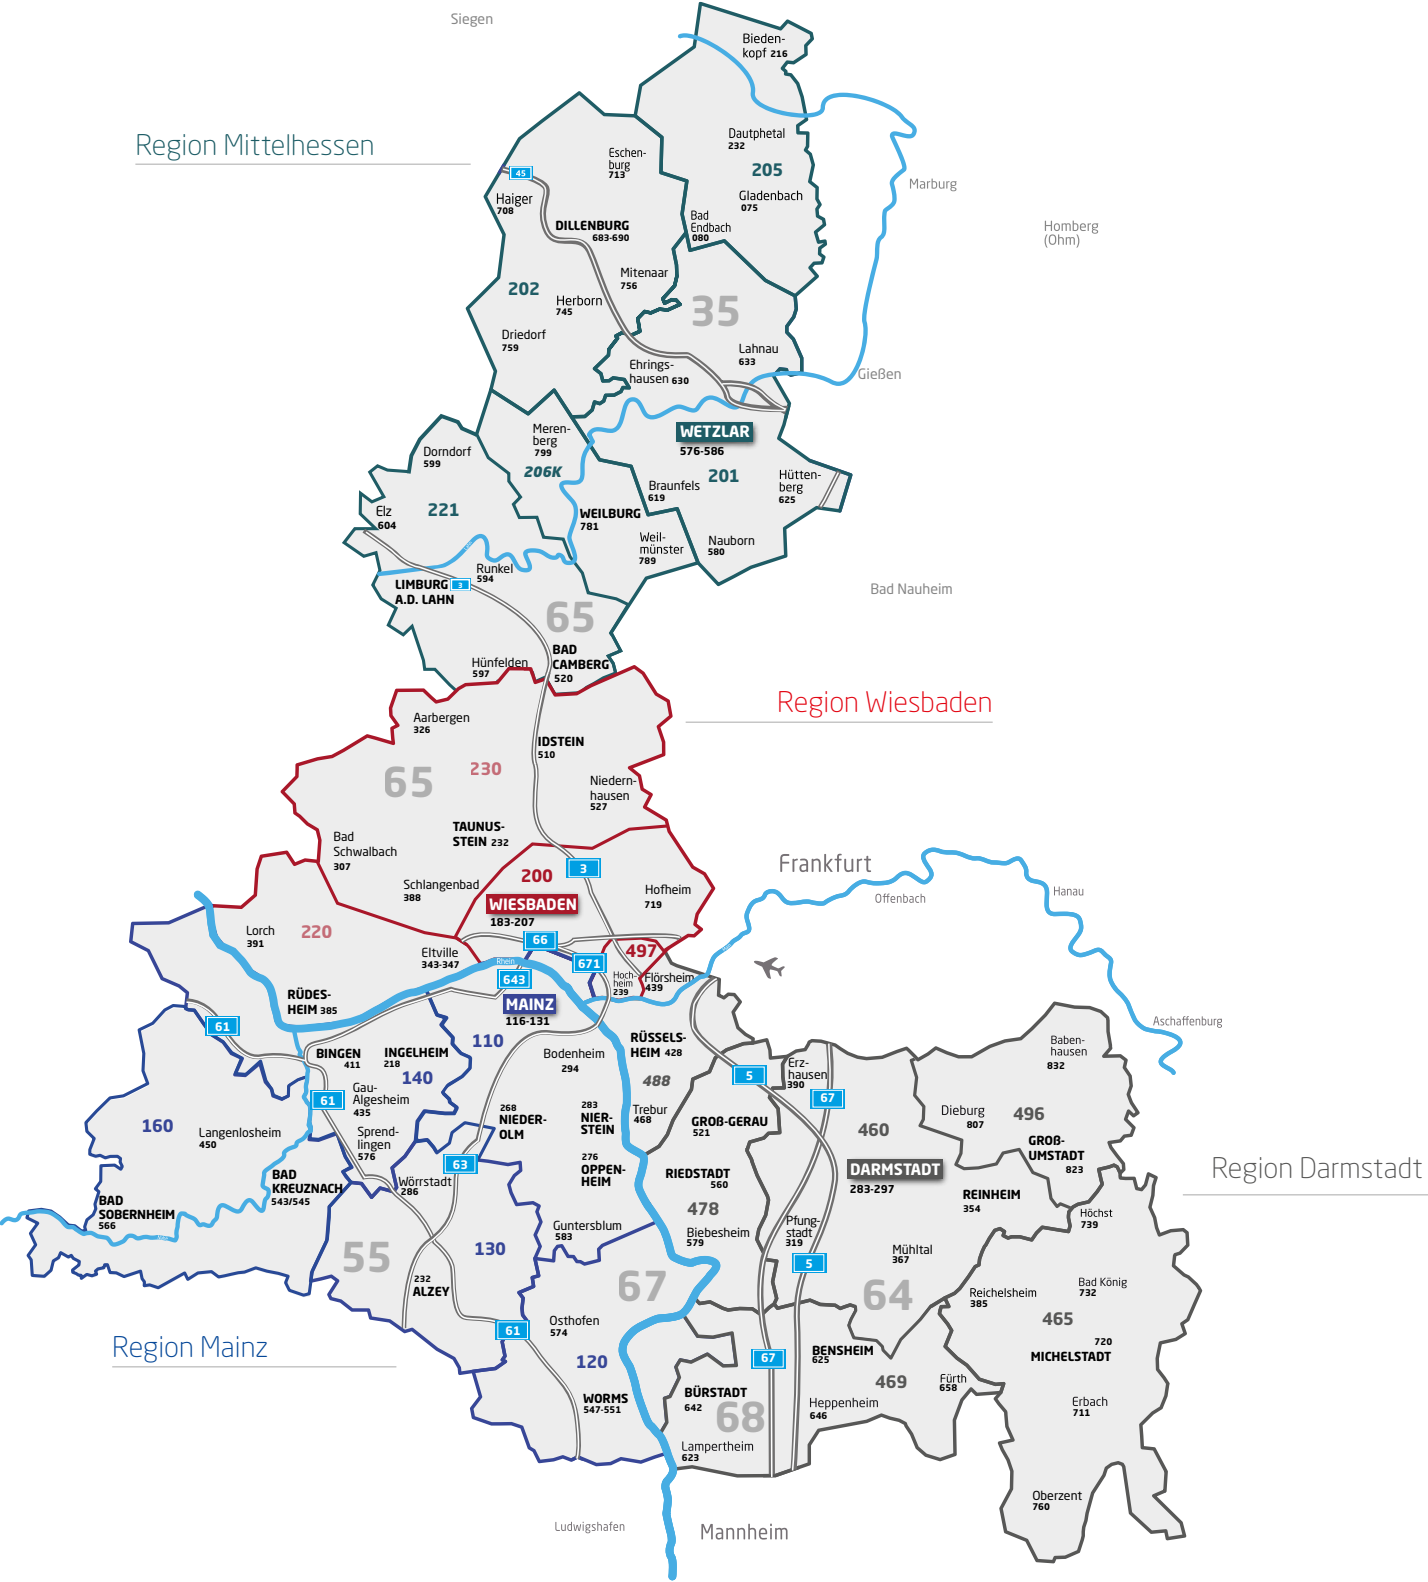 Siegen
Bieden-
kopf 216
Region Mittelhessen
Dautphetal
232
Eschen-
burg
713
205
45
Marburg
Haiger
708
Gladenbach
075
Bad
Endbach
080
DILLENBURG
683-690
Homberg
(Ohm)
Mitenaar
756
202
Herborn
745
35
Driedorf
759
Lahnau
633
Ehrings-
hausen 630
Gießen
Meren-
berg
799
WETZLAR
576-586
Dorndorf
599
206K
201
Hütten-
berg
625
Braunfels
619
Elz
604
221
WEILBURG
781
Weil-
münster
789
Nauborn
580
Runkel
594
LIMBURG
A.D. LAHN
3
Bad Nauheim
65
BAD
CAMBERG
520
Hünfelden
597
Region Wiesbaden
Aarbergen
326
IDSTEIN
510
65
230
Niedern-
hausen
527
TAUNUS-
STEIN 232
Bad
Schwalbach
307
3
200
Schlangenbad
388
WIESBADEN
183-207
Hofheim
719
Frankfurt
Offenbach
Hanau
Lorch
391
220
Eltville
343-347
66
497
Rhein
671
643
Hoch-
heim
239
Flörsheim
439
RÜDES-
HEIM 385
MAINZ
116-131
Aschaffenburg
61
110
RÜSSELS-
HEIM 428
BINGEN
411
INGELHEIM
218
140
Bodenheim
294
488
5
Erz-
hausen
390
Baben-
hausen
832
61
Gau-
Algesheim
435
67
160
Langenlosheim
450
268
NIEDER-
OLM
283
NIER-
STEIN
Trebur
468
GROẞ-GERAU
521
460
Dieburg
807
496
GROẞ-
UMSTADT
823
Sprend-
lingen
576
63
276
OPPEN-
HEIM
RIEDSTADT
560
DARMSTADT
283-297
Region Darmstadt
BAD
KREUZNACH
543/545
Wörrstadt
286
REINHEIM
354
BAD
SOBERNHEIM
566
Guntersblum
583
478
Biebesheim
579
Pfung-
stadt
319
Höchst
739
55
130
Mühltal
367
5
232
ALZEY
67
64
Reichelsheim
385
Bad König
732
465
Region Mainz
61
Osthofen
574
720
MICHELSTADT
120
67
BENSHEIM
625
469
Fürth
658
WORMS
547-551
BÜRSTADT
642
68
Heppenheim
646
Erbach
711
Lampertheim
623
Oberzent
760
Ludwigshafen
Mannheim